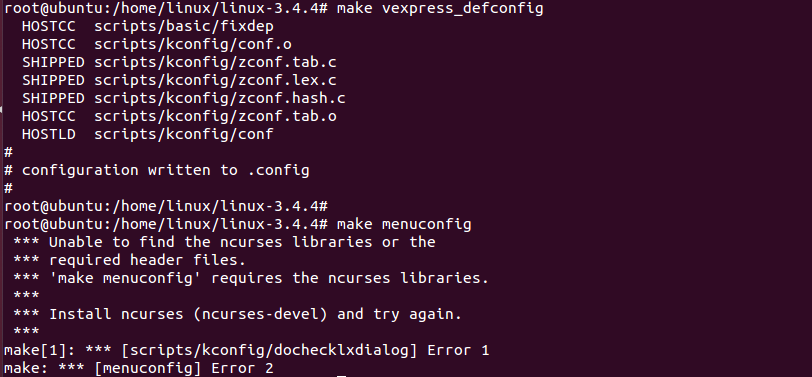 root@ubuntu:/home/linux/linux-3.4.4# make vexpress_defconfig
  HOSTCC  scripts/basic/fixdep
  HOSTCC  scripts/kconfig/conf.o
  SHIPPED scripts/kconfig/zconf.tab.c
  SHIPPED scripts/kconfig/zconf.lex.c
  SHIPPED scripts/kconfig/zconf.hash.c
  HOSTCC  scripts/kconfig/zconf.tab.o
  HOSTLD  scripts/kconfig/conf
#
# configuration written to .config
#
root@ubuntu:/home/linux/linux-3.4.4#
root@ubuntu:/home/linux/linux-3.4.4# make menuconfig
 *** Unable to find the ncurses libraries or the
 *** required header files.
 *** 'make menuconfig' requires the ncurses libraries.
 ***
 *** Install ncurses (ncurses-devel) and try again.
 ***
make[1]: *** [scripts/kconfig/dochecklxdialog] Error 1
make: *** [menuconfig] Error 2